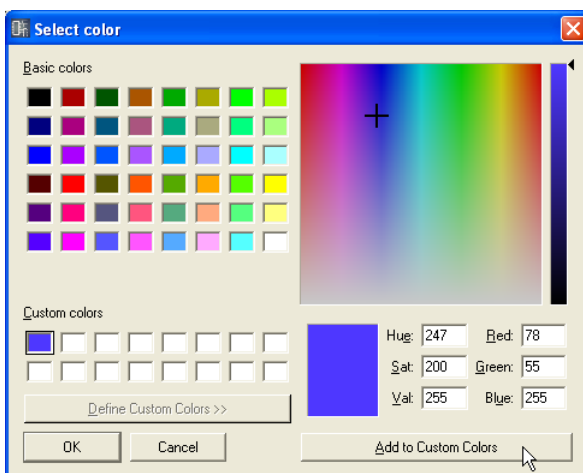 Select color
Basic colors
Custom colors
Define Custom Colors >>
OK
Cancel
Hue: 247
Red: 78
Sat: 200
Green: 55
Val: 255
Blue: 255
Add to Custom Colors